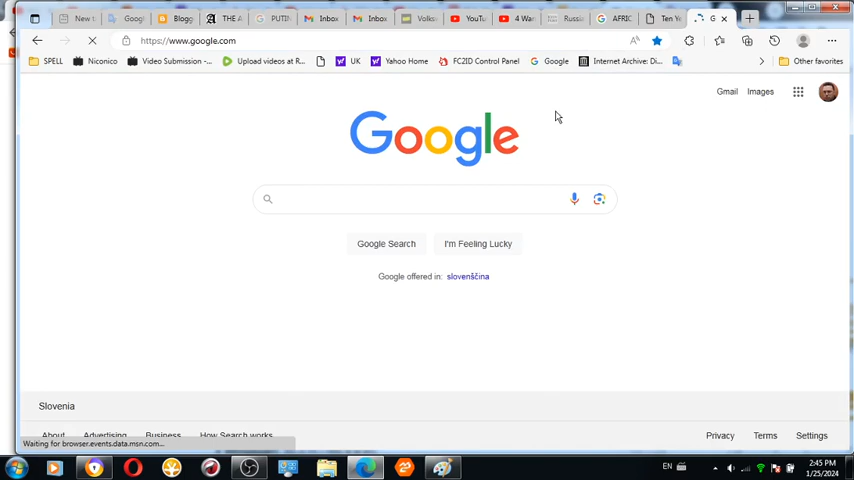 New t Googl Blogg THE A PUTIN Inbox Inbox Volks YouTu 4 War Russia AFRIC Ten Ye G
https://www.google.com
SPELL Niconico Video Submission -... Upload videos at R... UK Yahoo Home FC2ID Control Panel Google Internet Archive: Di... Other favorites
Gmail Images
Google
Google Search I'm Feeling Lucky
Google offered in: slovenščina
Slovenia
About Advertising Business How Search works Privacy Terms Settings
Waiting for browser.events.data.msn.com...
EN 2:45 PM
1/25/2024